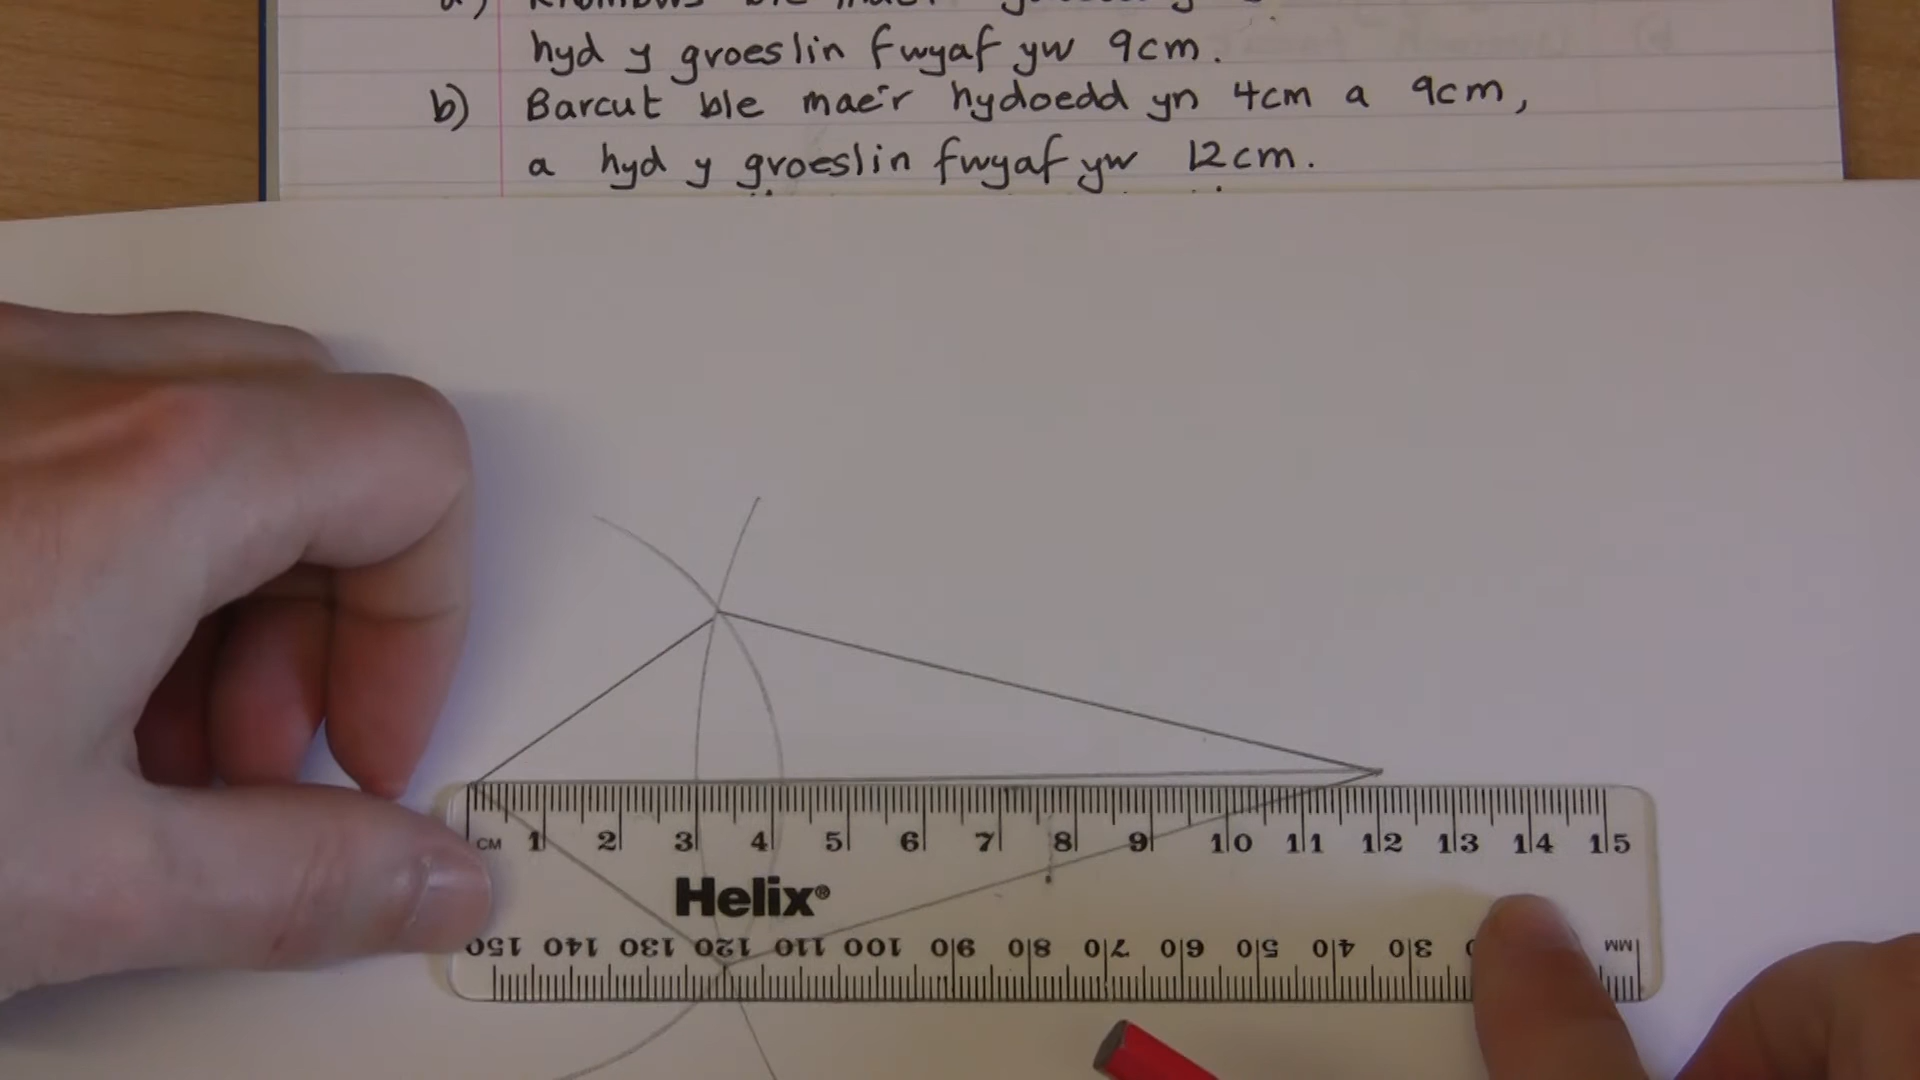 hyd y groeslin fwyaf yw 9cm.
b) Barcut ble mae'r hydoedd yn 4cm a 9cm,
a hyd y groeslin fwyaf yw 12cm.
CM 1 2 3 4 5 6 7 8 9 10 11 12 13 14 15
Helix®
150 140 130 120 110 100 90 80 70 60 50 40 30 MM